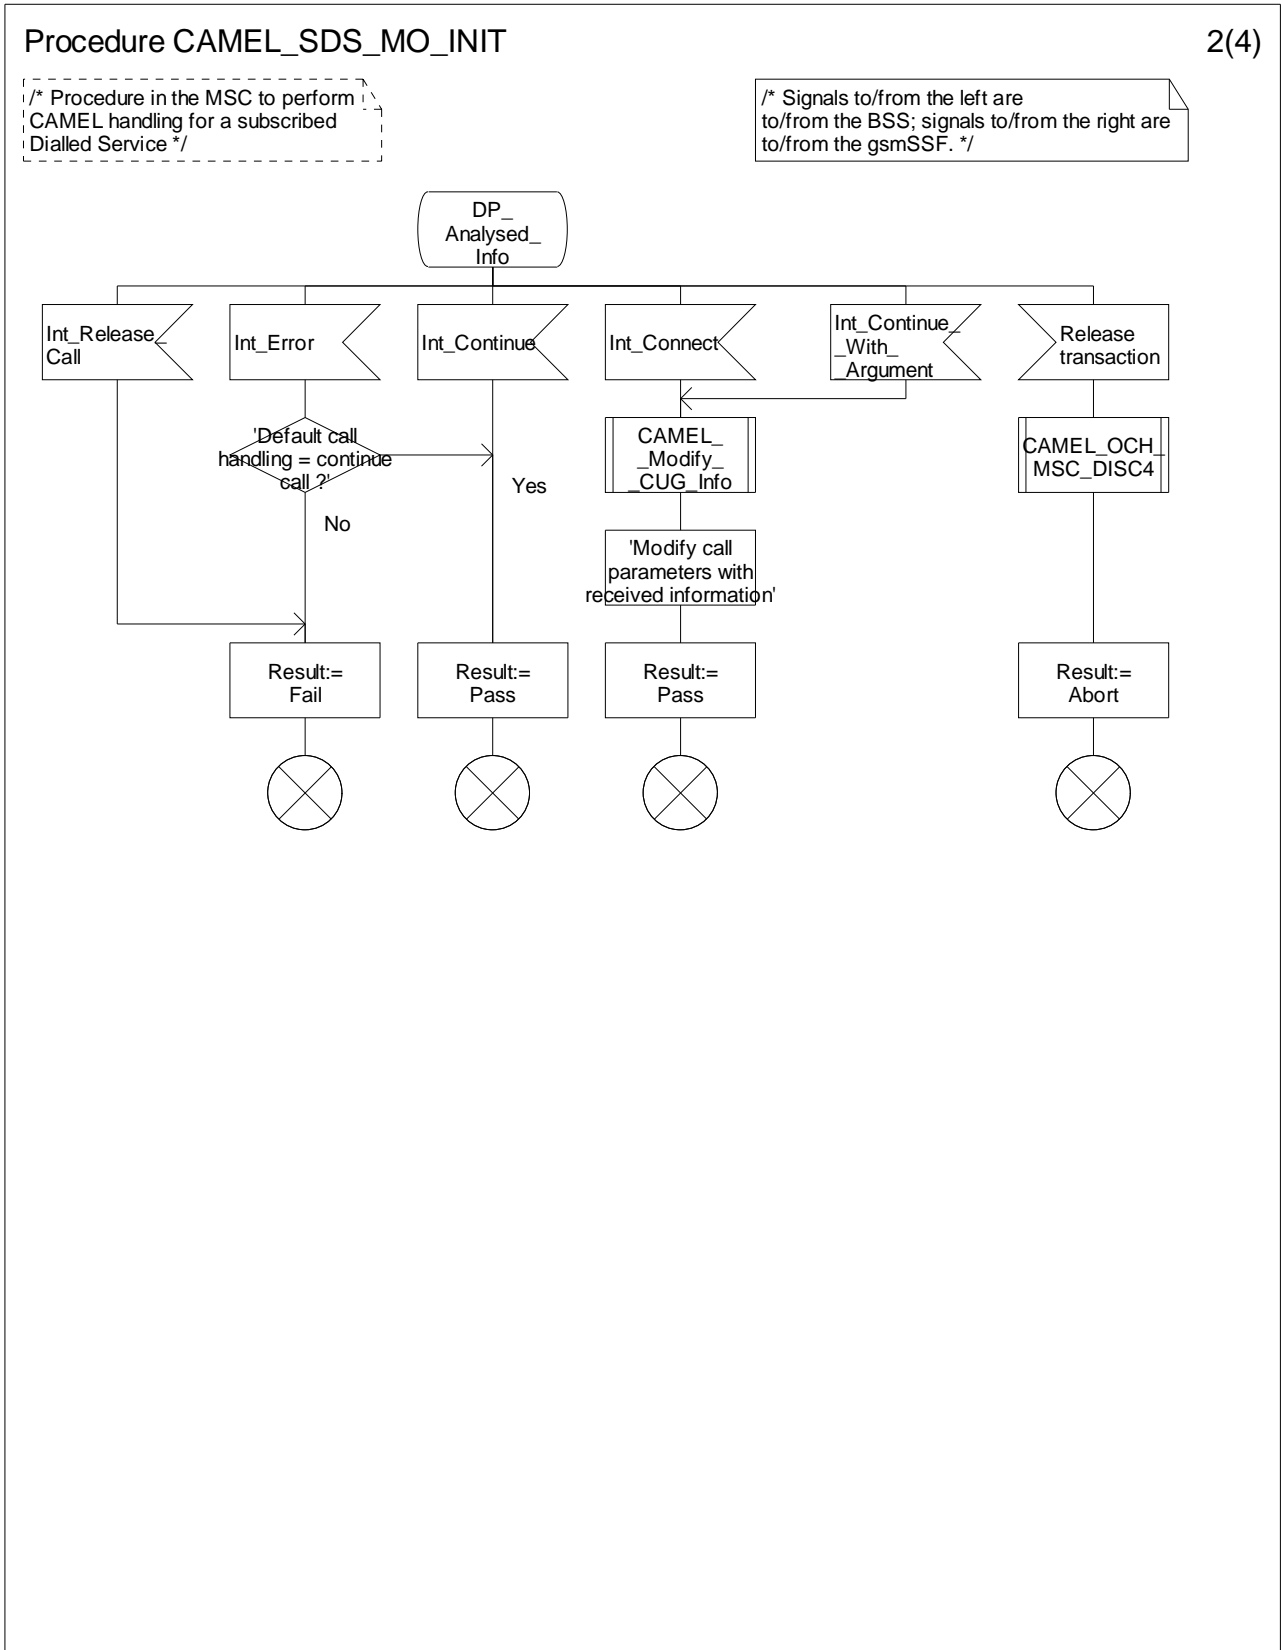 Procedure CAMEL_SDS_MO_INIT
2(4)
/* Procedure in the MSC to perform
CAMEL handling for a subscribed
Dialled Service */
/* Signals to/from the left are
to/from the BSS; signals to/from the right are
to/from the gsmSSF. */
DP_
Analysed_
Info
Int_Release_
Call
Int_Error
Int_Continue
Int_Connect
Int_Continue_
_With_
_Argument
Release
transaction
'Default call
handling = continue
call ?'
Yes
No
CAMEL_
_Modify_
_CUG_Info
CAMEL_OCH_
MSC_DISC4
'Modify call
parameters with
received information'
Result:=
Fail
Result:=
Pass
Result:=
Pass
Result:=
Abort